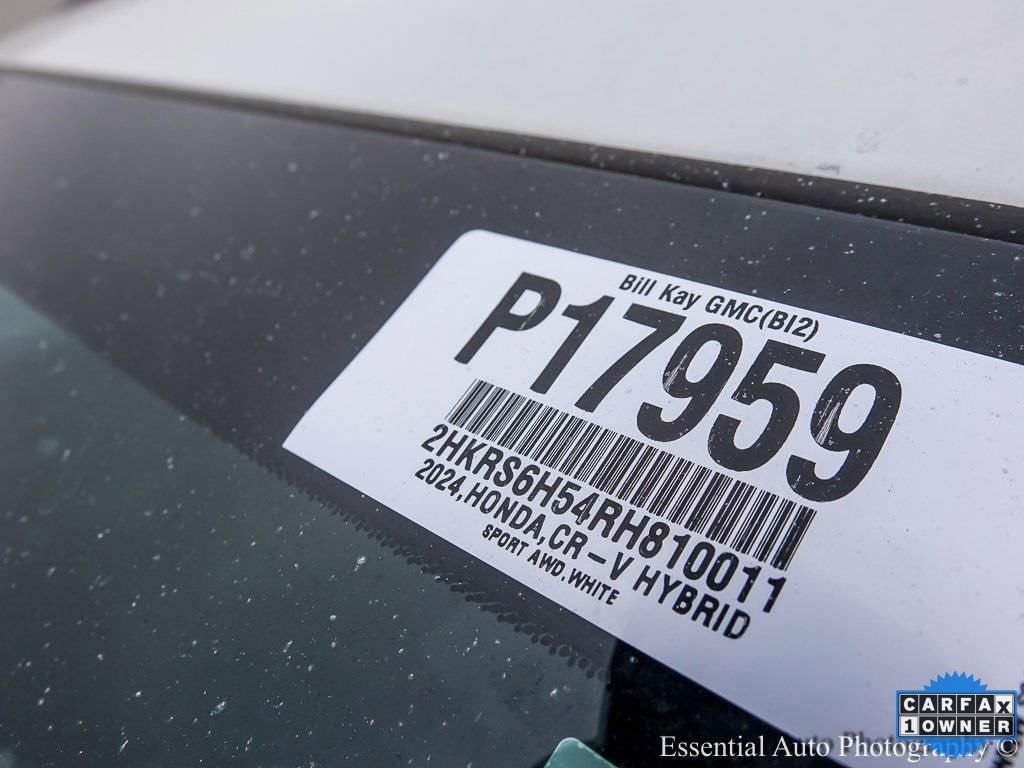 Bill Kay GMC(BI2)
P17959
2HKRS6H54RH810011
2024,HONDA,CR-V HYBRID
SPORT AWD,WHITE
CARFAX
1OWNER
Essential Auto Photography ©